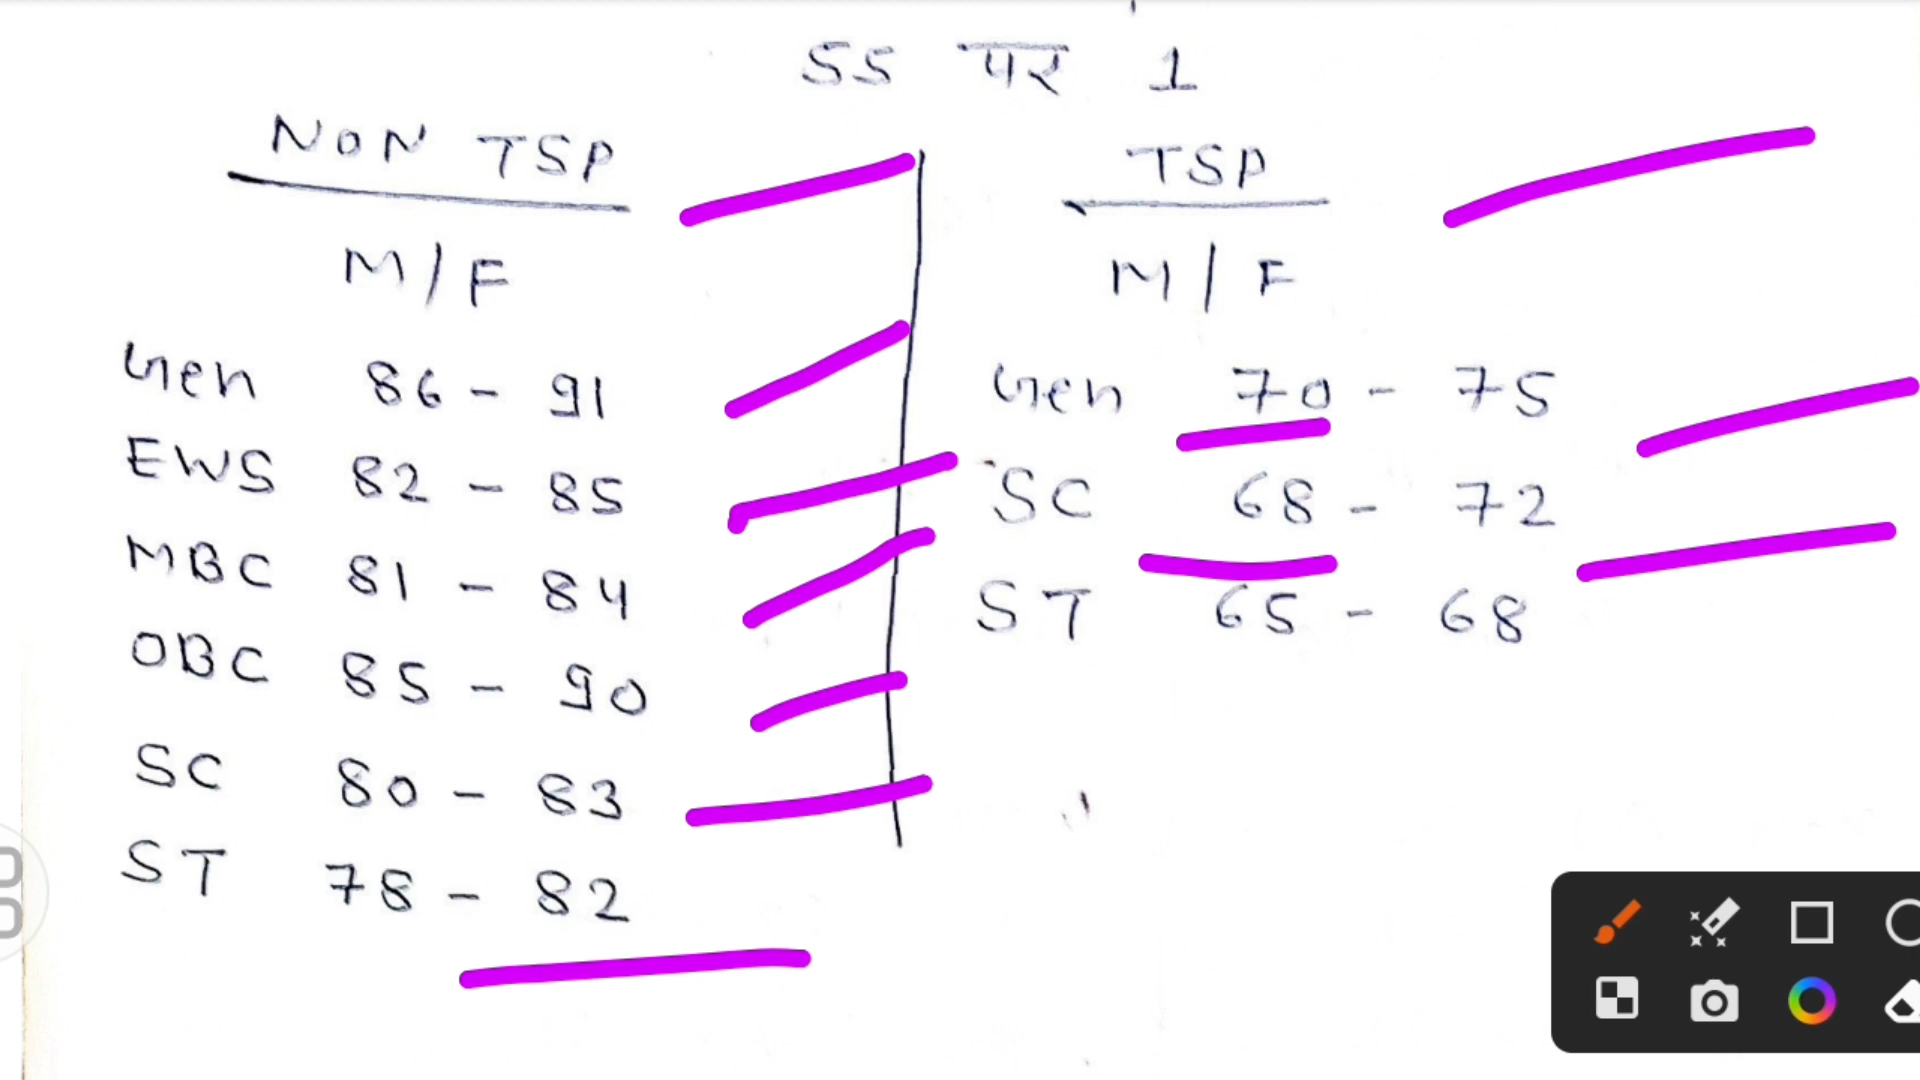 55 पर 1
NON TSP
M/F
Gen 86 - 91
EWS 82 - 85
MBC 81 - 84
OBC 85 - 90
SC 80 - 83
ST 78 - 82
TSP
M/F
Gen 70 - 75
SC 68 - 72
ST 65 - 68